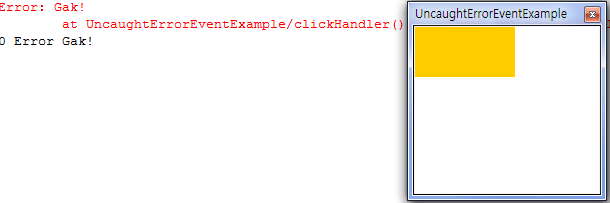 Error: Gak!
at UncaughtErrorEventExample/clickHandler()
0 Error Gak!
UncaughtErrorEventExample